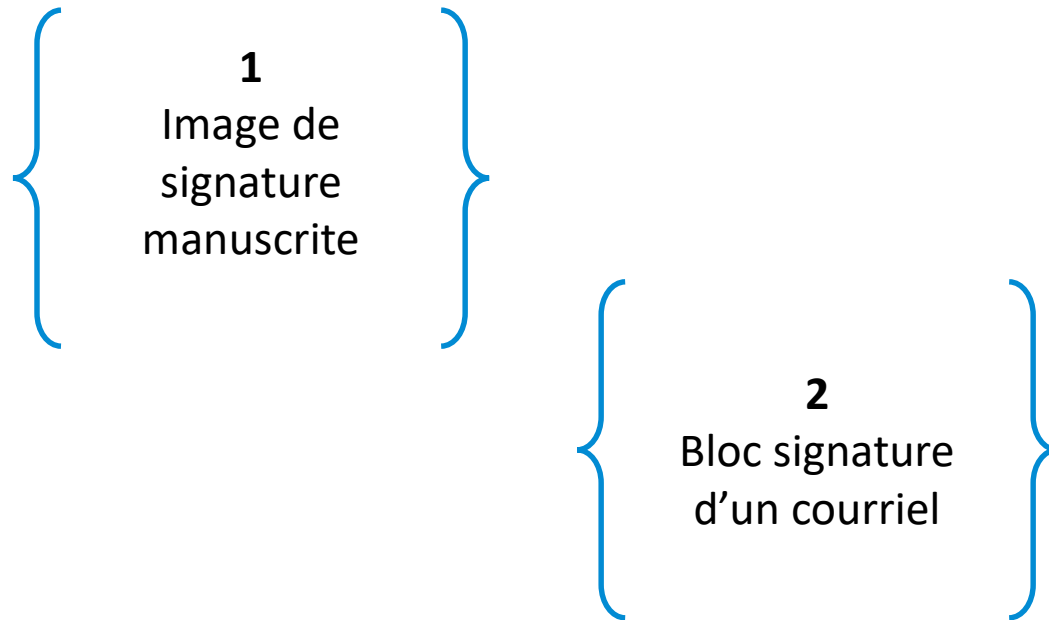 1
Image de
signature
manuscrite
2
Bloc signature
d’un courriel